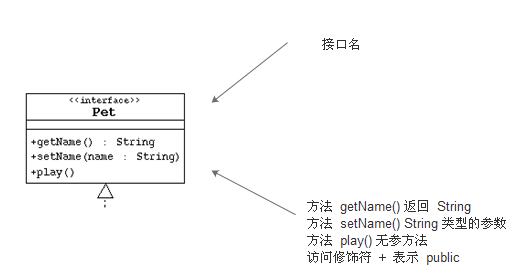 接口名
<<interface>>
Pet
+getName() : String
+setName(name : String)
+play()
方法 getName() 返回 String
方法 setName() String 类型的参数
方法 play() 无参方法
访问修饰符 + 表示 public